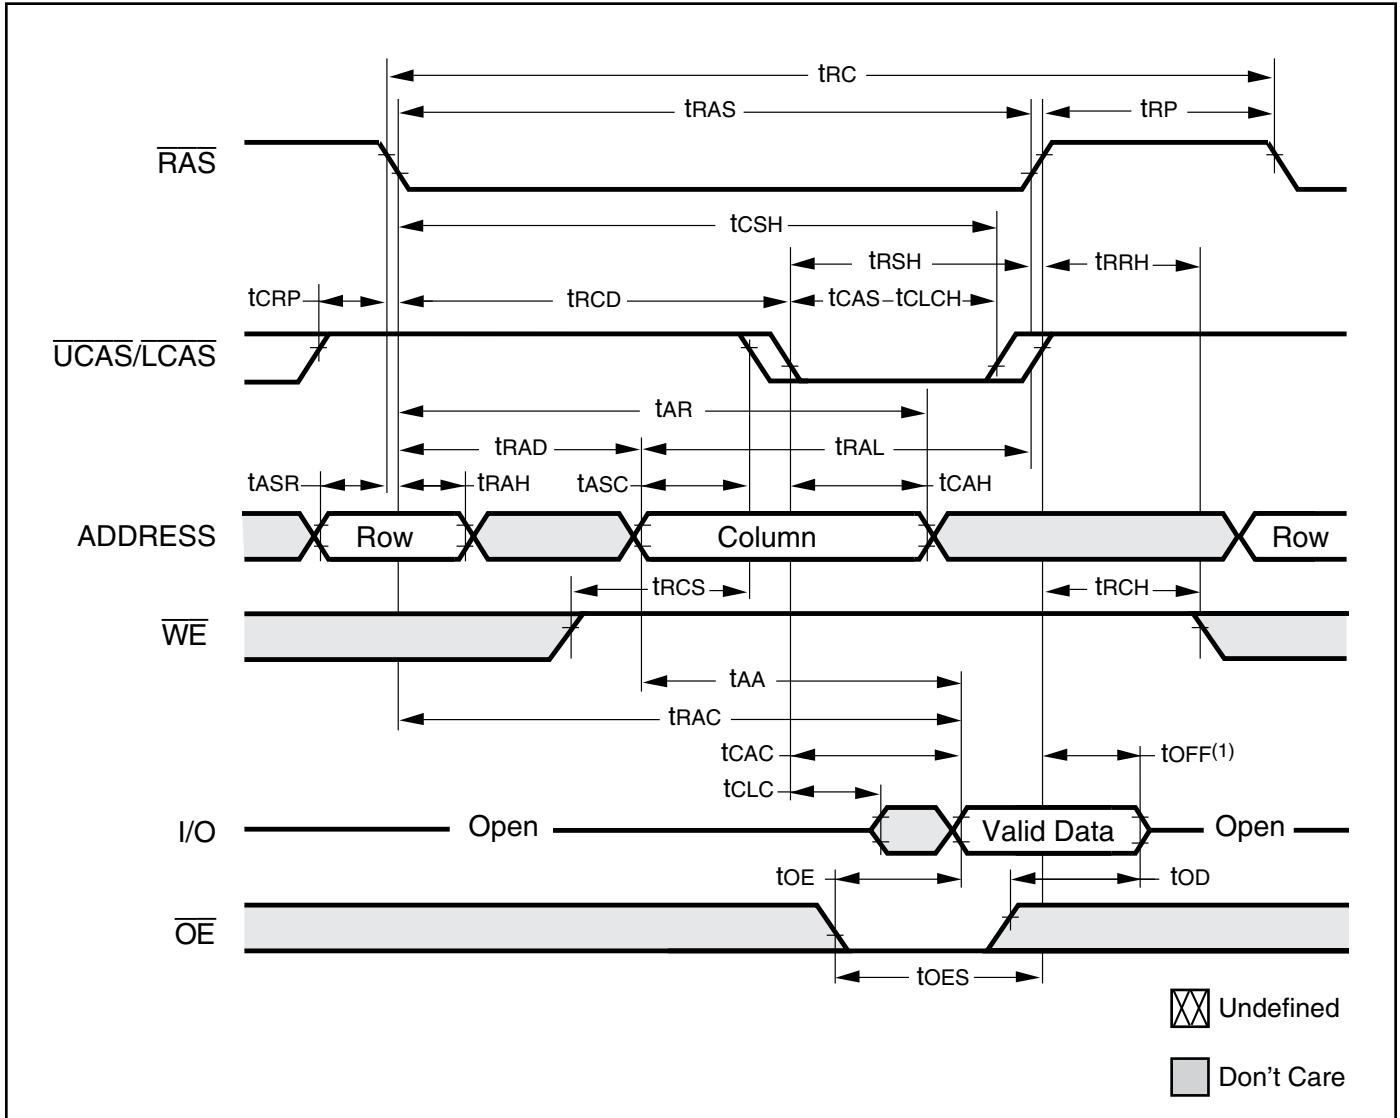 tRC
tRAS
tRP
RAS
tCSH
tRSH
tRRH
tCRP
tRCD
tCAS
tCLCH
UCAS/LCAS
tAR
tRAD
tRAL
tASR
tRAH
tASC
tCAH
ADDRESS
Row
Column
Row
tRCS
tRCH
WE
tAA
tRAC
tCAC
tOFF(1)
tCLC
I/O
Open
Valid Data
Open
tOE
tOD
OE
tOES
Undefined
Don't Care